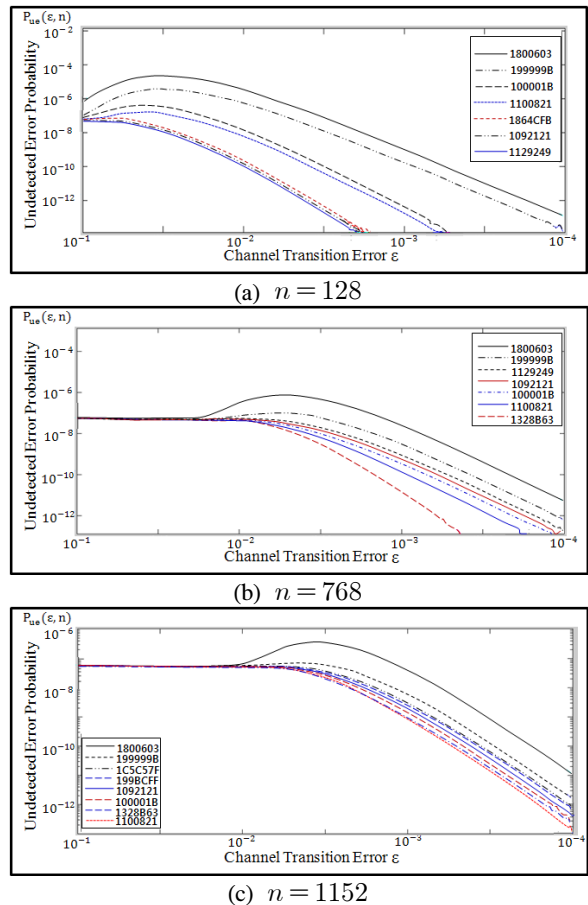 P_ue(ε, n)
Undetected Error Probability
10^-2
10^-4
10^-6
10^-8
10^-10
10^-12
1800603
199999B
100001B
1100821
1864CFB
1092121
1129249
10^-1
10^-2
10^-3
10^-4
Channel Transition Error ε
(a) n = 128
P_ue(ε, n)
Undetected Error Probability
10^-4
10^-6
10^-8
10^-10
10^-12
1800603
199999B
1129249
1092121
100001B
1100821
1328B63
10^-1
10^-2
10^-3
10^-4
Channel Transition Error ε
(b) n = 768
P_ue(ε, n)
Undetected Error Probability
10^-6
10^-8
10^-10
10^-12
1800603
199999B
1C5C57F
199BCFF
1092121
100001B
1328B63
1100821
10^-1
10^-2
10^-3
10^-4
Channel Transition Error ε
(c) n = 1152